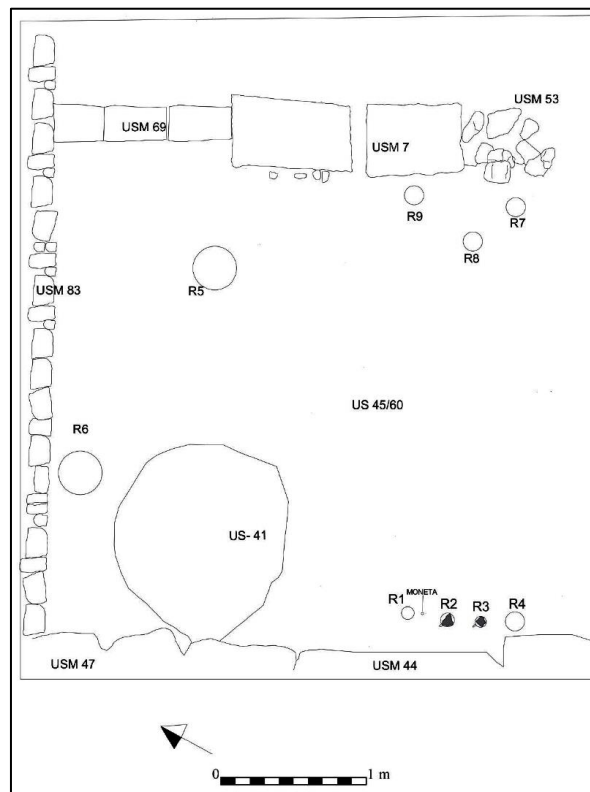 USM 53
USM 69
USM 7
R9
R7
R8
USM 83
R5
US 45/60
R6
US- 41
R1
MONETA
R2
R3
R4
USM 47
USM 44
0
1 m